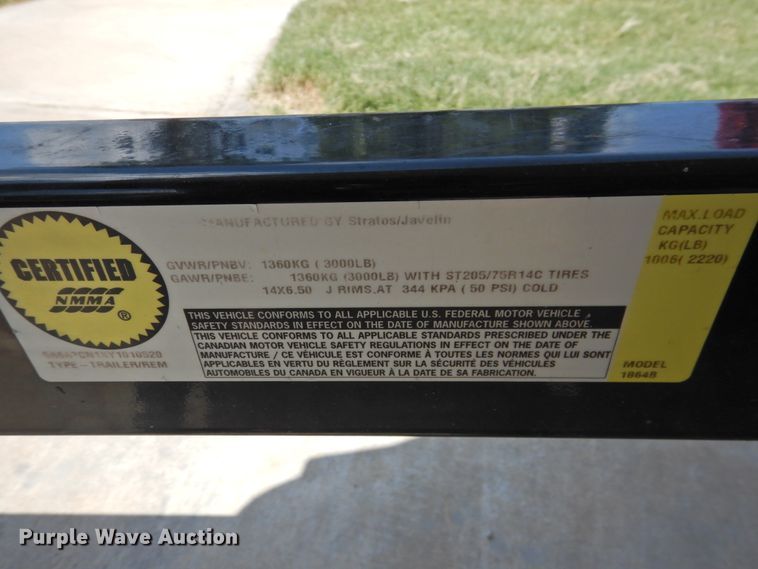 MANUFACTURED BY Stratos/Javelin
MAX.LOAD
CAPACITY
KG(LB)
1006( 2220)
CERTIFIED
NMMA
®
GVWR/PNBV: 1360KG ( 3000LB)
GAWR/PNBE: 1360KG (3000LB) WITH ST205/75R14C TIRES
14X6.50 J RIMS.AT 344 KPA ( 50 PSI) COLD
THIS VEHICLE CONFORMS TO ALL APPLICABLE U.S. FEDERAL MOTOR VEHICLE
SAFETY STANDARDS IN EFFECT ON THE DATE OF MANUFACTURE SHOWN ABOVE.
THIS VEHICLE CONFORMS TO ALL APPLICABLE STANDARDS PRESCRIBED UNDER THE
CANADIAN MOTOR VEHICLE SAFETY REGULATIONS IN EFFECT ON THE DATE OF
MANUFACTURE / CE VÉHICULE EST CONFORME À TOUTES LES NORMES QUI LUI SONT
APPLICABLES EN VERTU DU RÈGLEMENT SUR LA SÉCURITÉ DES VÉHICULES
AUTOMOBILES DU CANADA EN VIGUEUR À LA DATE DE SA FABRICATION.
TYPE - TRAILER/REM
MODEL
1864B
Purple Wave Auction